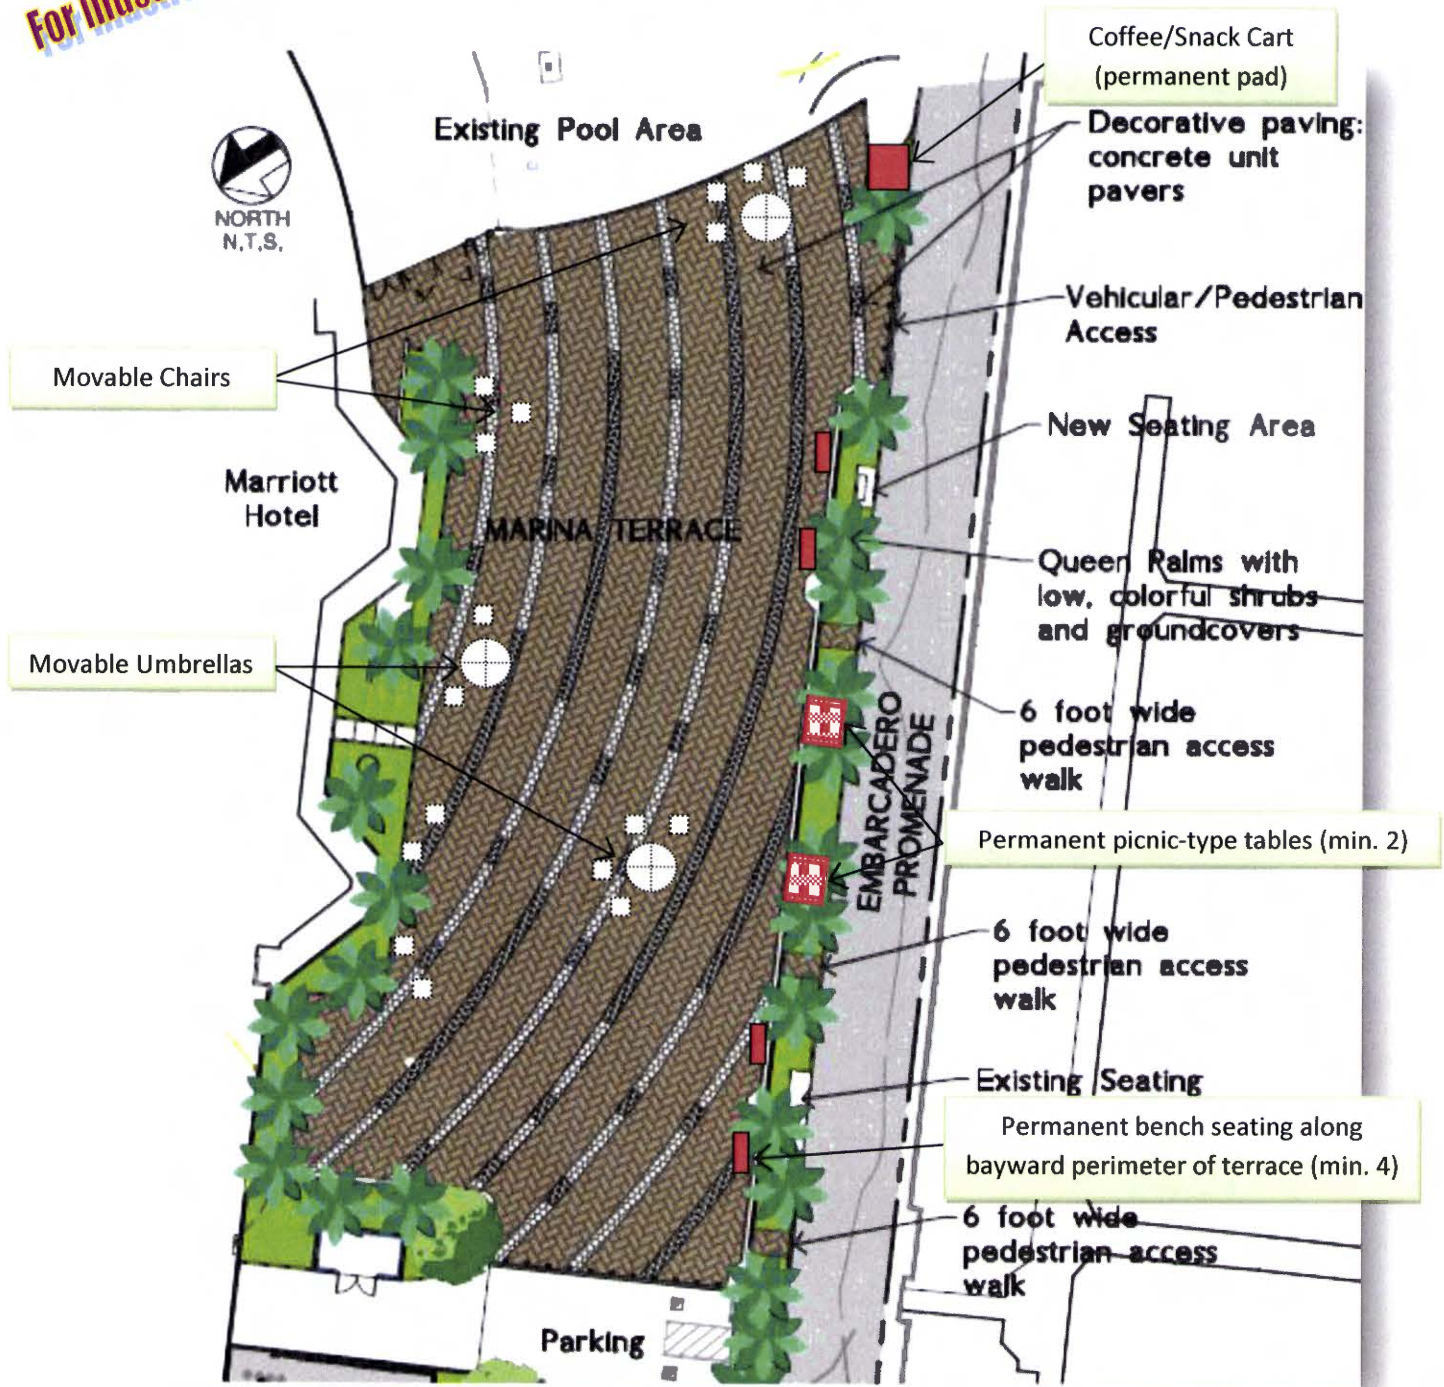 For
Coffee/Snack Cart
(permanent pad)
Existing Pool Area
Decorative paving:
concrete unit
pavers
NORTH
N.T.S.
Vehicular/Pedestrian
Access
Movable Chairs
New Seating Area
Marriott
Hotel
MARINA TERRACE
Queen Palms with
low, colorful shrubs
and groundcovers
Movable Umbrellas
6 foot wide
pedestrian access
walk
EMBARCADERO
PROMENADE
Permanent picnic-type tables (min. 2)
6 foot wide
pedestrian access
walk
Existing Seating
Permanent bench seating along
bayward perimeter of terrace (min. 4)
6 foot wide
pedestrian access
walk
Parking